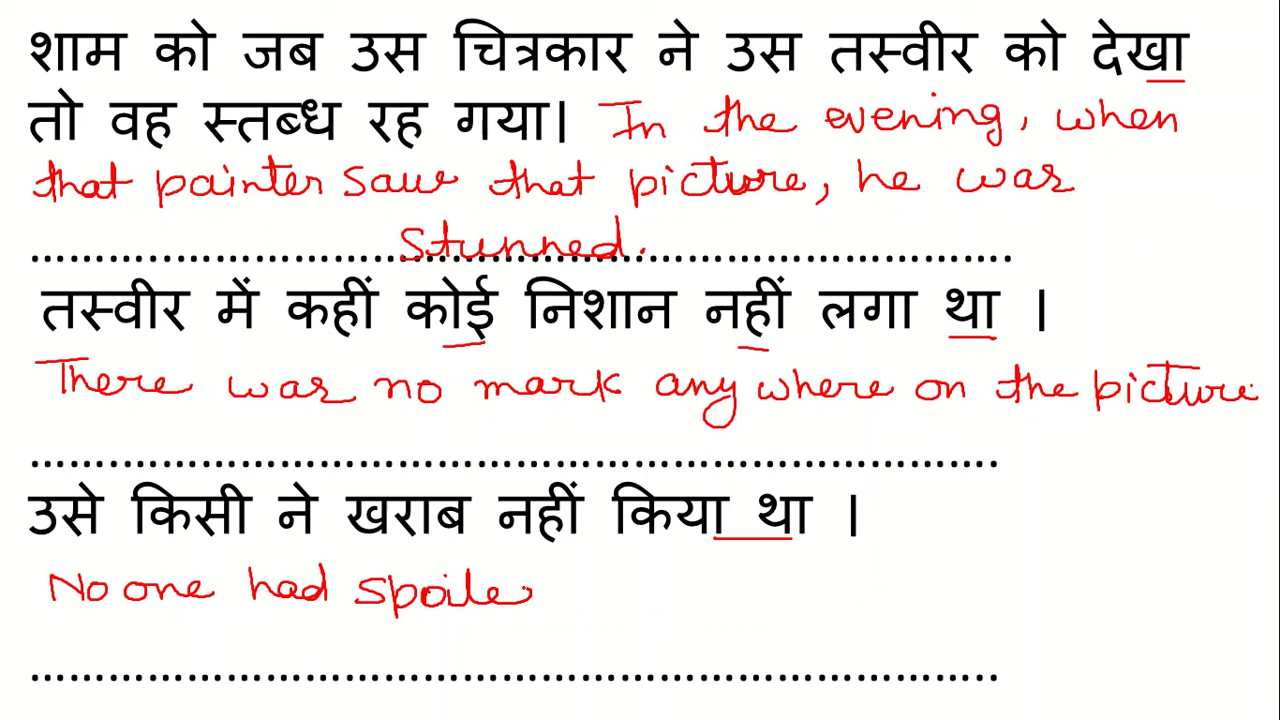 शाम को जब उस चित्रकार ने उस तस्वीर को देखा
तो वह स्तब्ध रह गया। In the evening, when
that painter saw that picture, he was
stunned.
तस्वीर में कहीं कोई निशान नहीं लगा था ।
There was no mark anywhere on the picture.
उसे किसी ने खराब नहीं किया था ।
No one had spoile